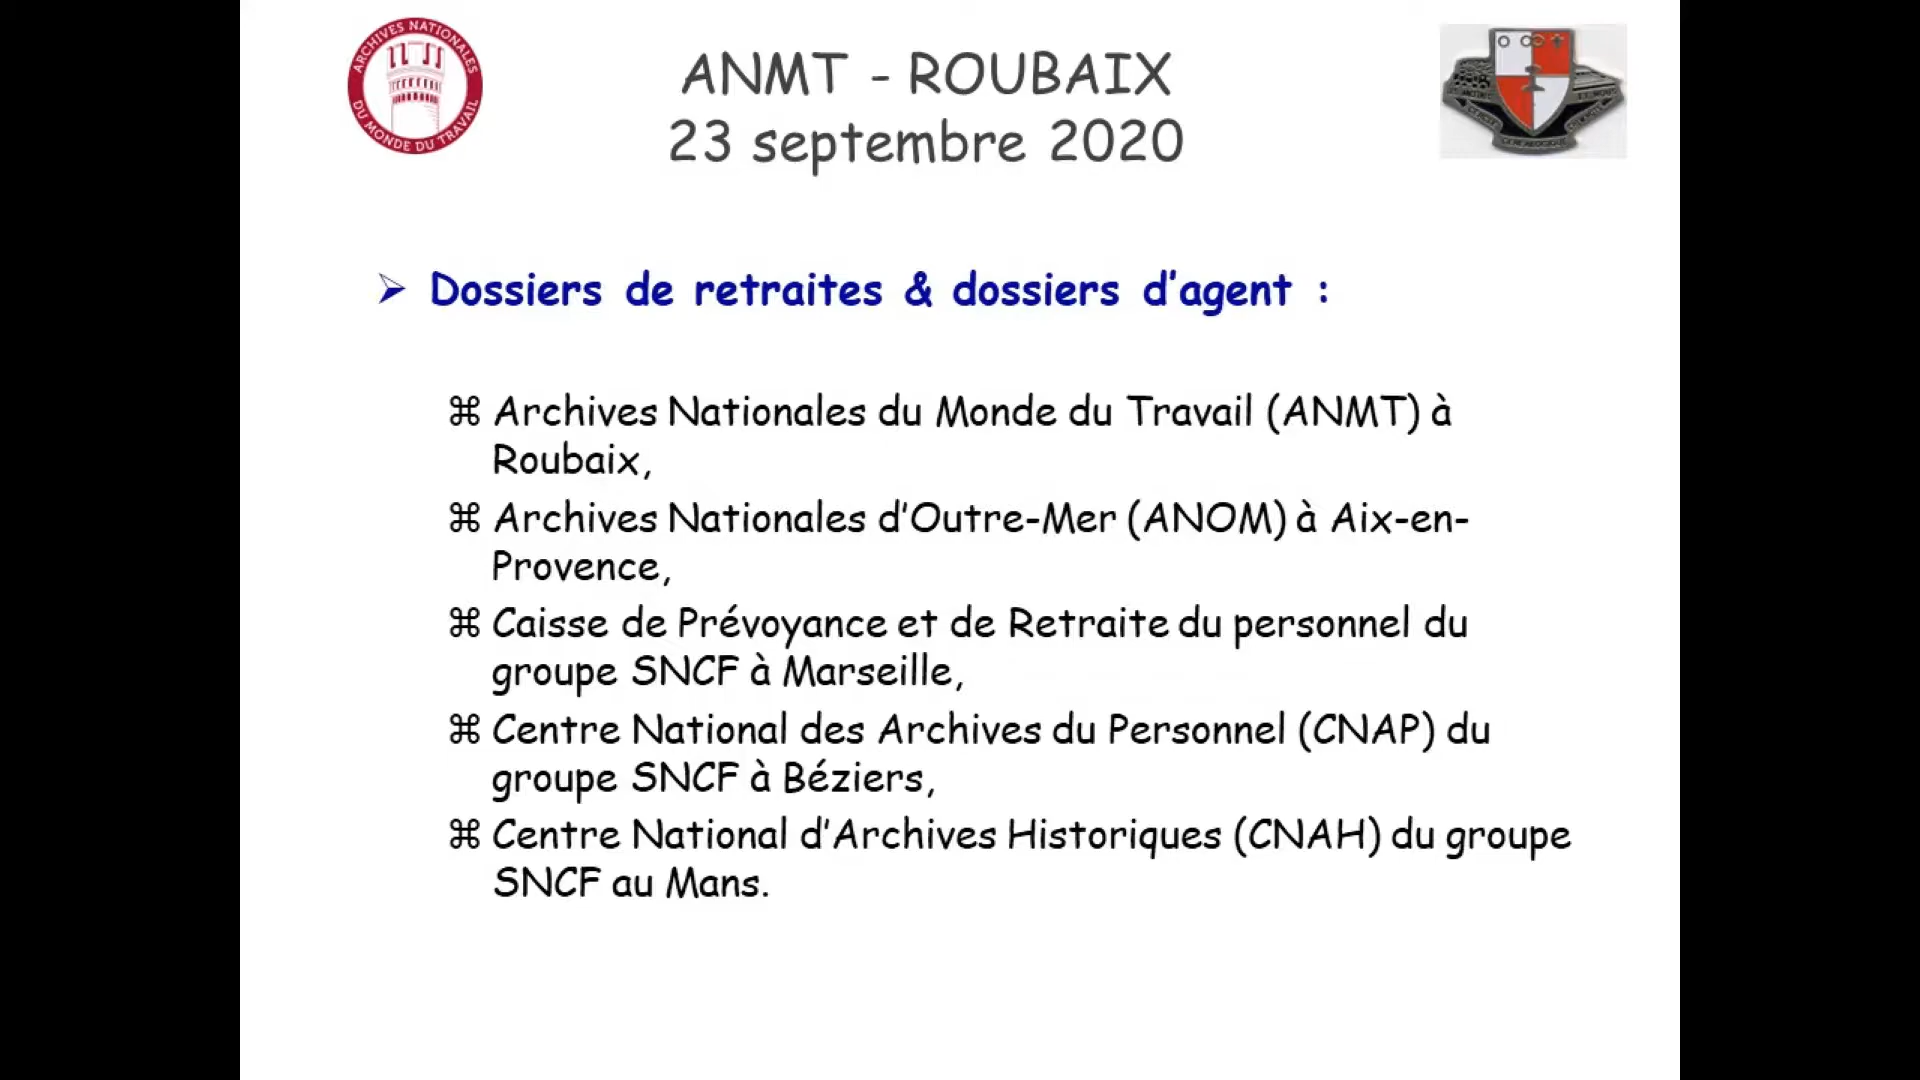 ARCHIVES NATIONALES
DU MONDE DU TRAVAIL
ANMT - ROUBAIX
23 septembre 2020
GENEALOGIQUE
Dossiers de retraites & dossiers d'agent :
Archives Nationales du Monde du Travail (ANMT) à
Roubaix,
Archives Nationales d'Outre-Mer (ANOM) à Aix-en-
Provence,
Caisse de Prévoyance et de Retraite du personnel du
groupe SNCF à Marseille,
Centre National des Archives du Personnel (CNAP) du
groupe SNCF à Béziers,
Centre National d'Archives Historiques (CNAH) du groupe
SNCF au Mans.